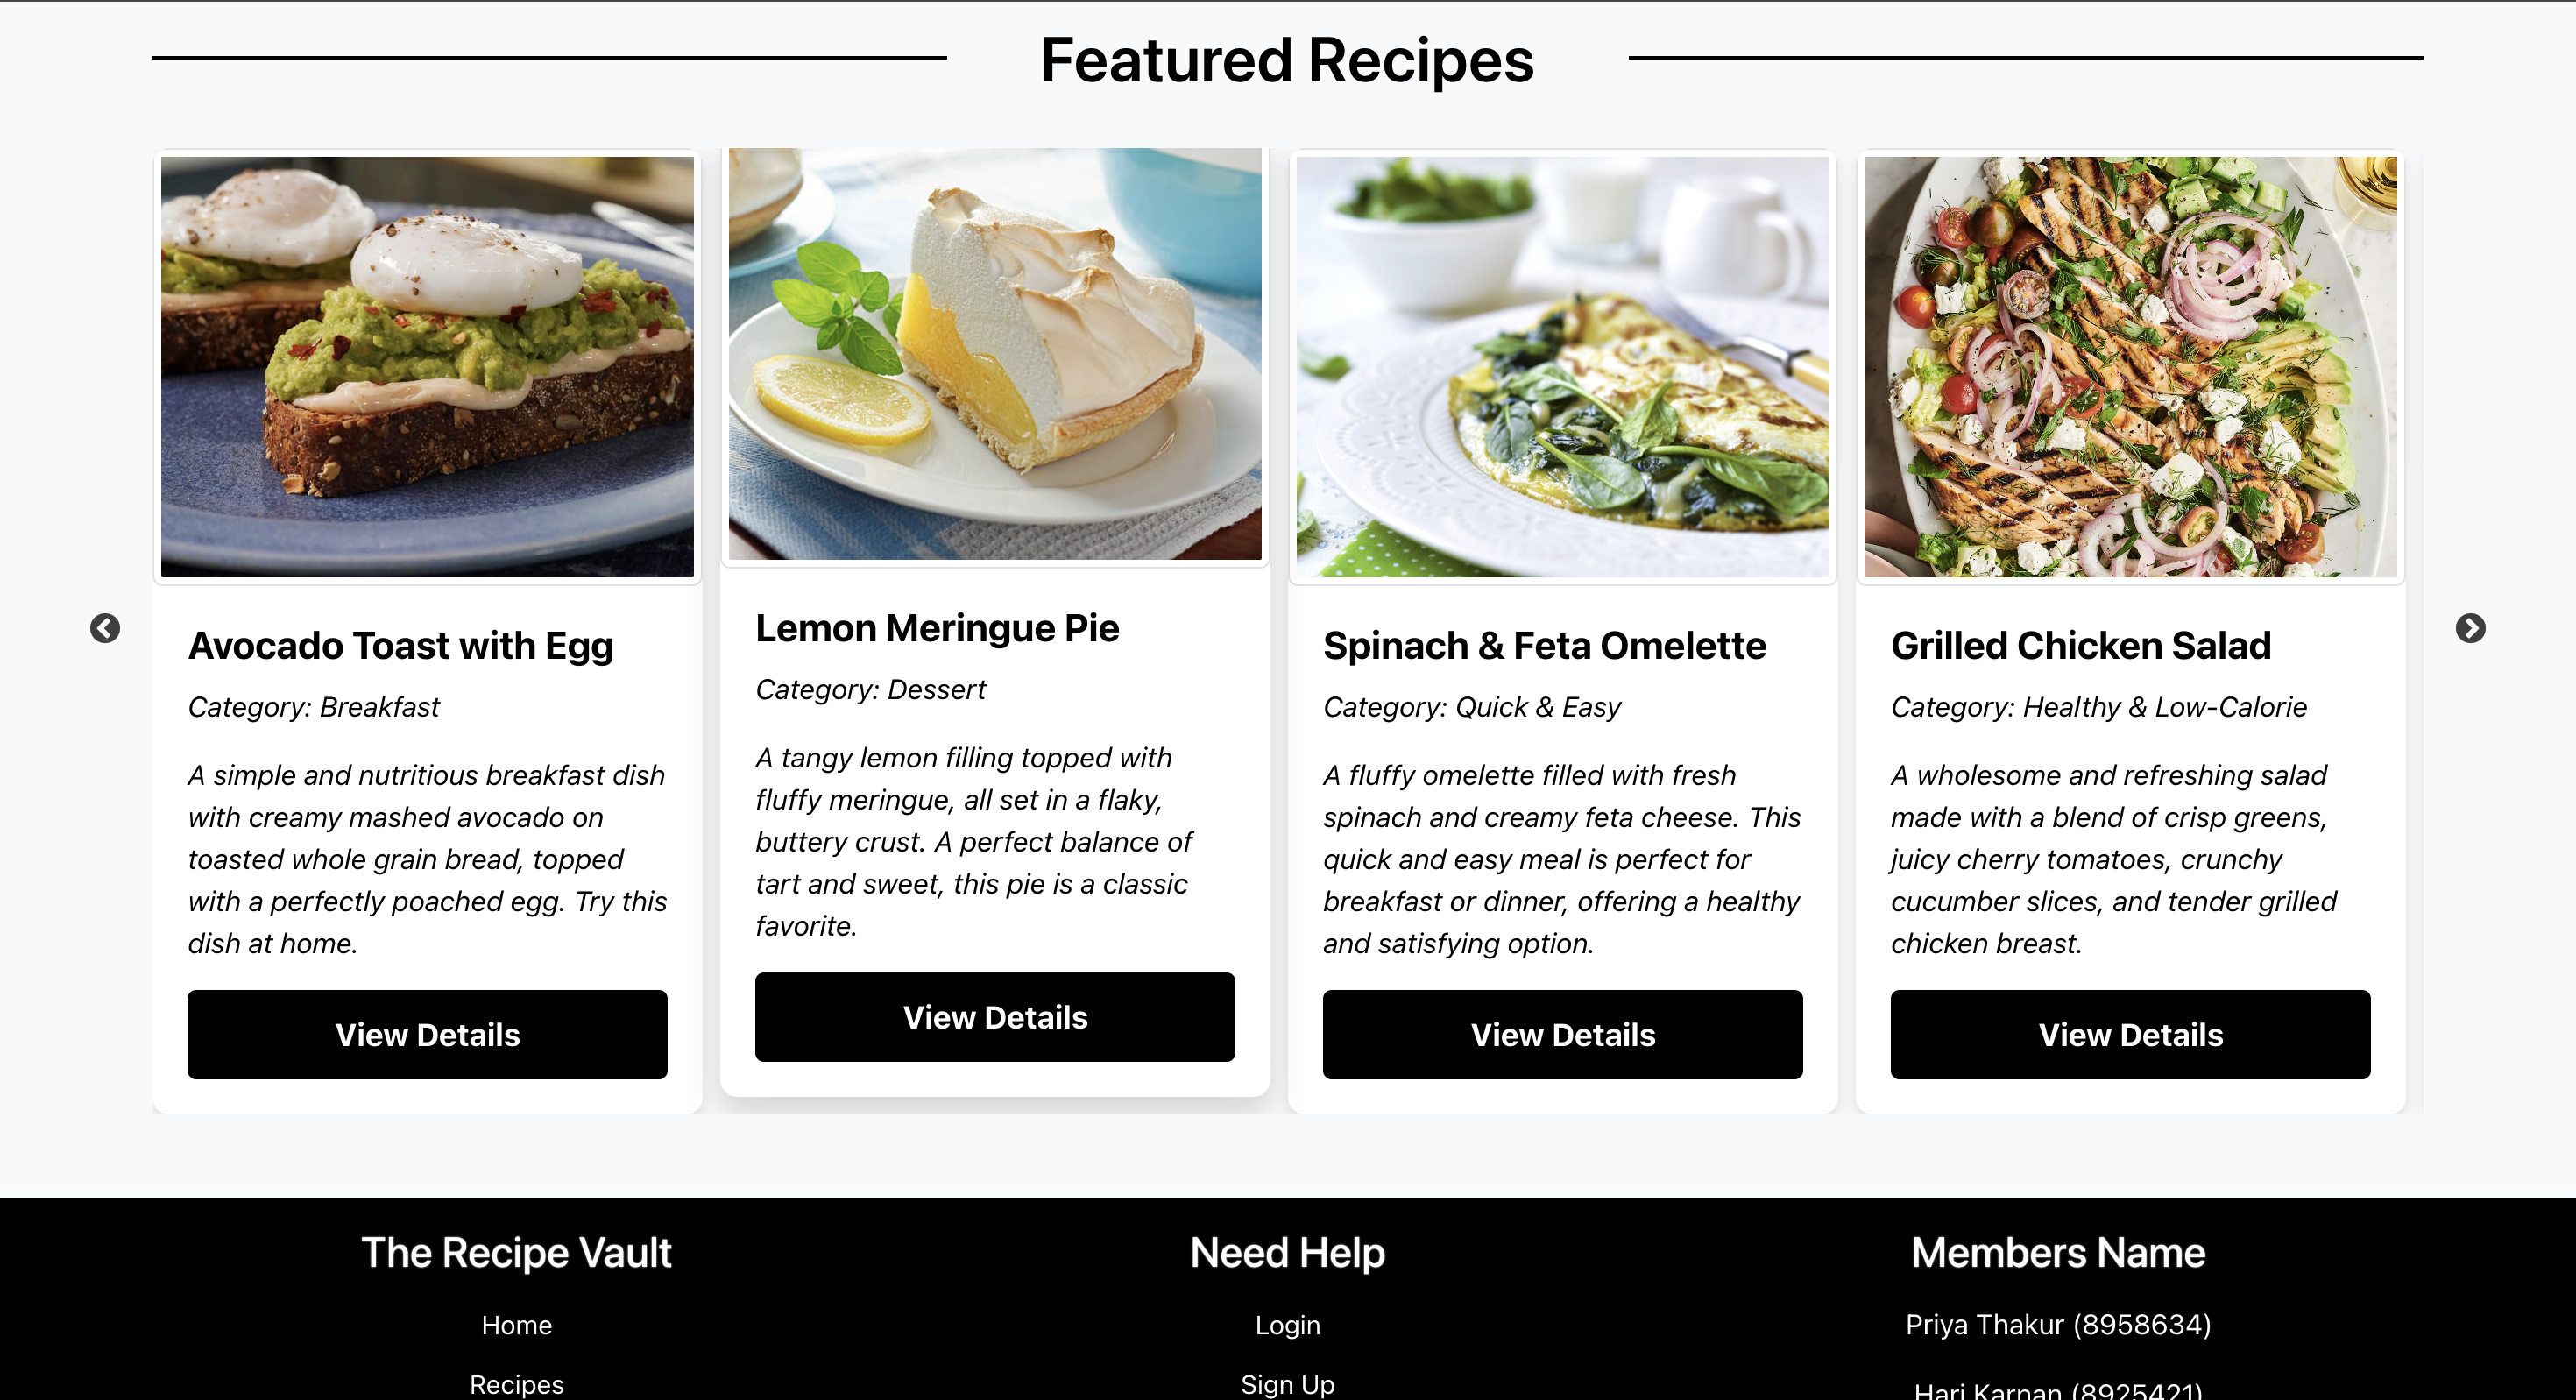 Featured Recipes
Avocado Toast with Egg
Category: Breakfast
A simple and nutritious breakfast dish
with creamy mashed avocado on
toasted whole grain bread, topped
with a perfectly poached egg. Try this
dish at home.
View Details
Lemon Meringue Pie
Category: Dessert
A tangy lemon filling topped with
fluffy meringue, all set in a flaky,
buttery crust. A perfect balance of
tart and sweet, this pie is a classic
favorite.
View Details
Spinach & Feta Omelette
Category: Quick & Easy
A fluffy omelette filled with fresh
spinach and creamy feta cheese. This
quick and easy meal is perfect for
breakfast or dinner, offering a healthy
and satisfying option.
View Details
Grilled Chicken Salad
Category: Healthy & Low-Calorie
A wholesome and refreshing salad
made with a blend of crisp greens,
juicy cherry tomatoes, crunchy
cucumber slices, and tender grilled
chicken breast.
View Details
The Recipe Vault
Home
Recipes
Need Help
Login
Sign Up
Members Name
Priya Thakur (8958634)
Hari Karnan (8925421)